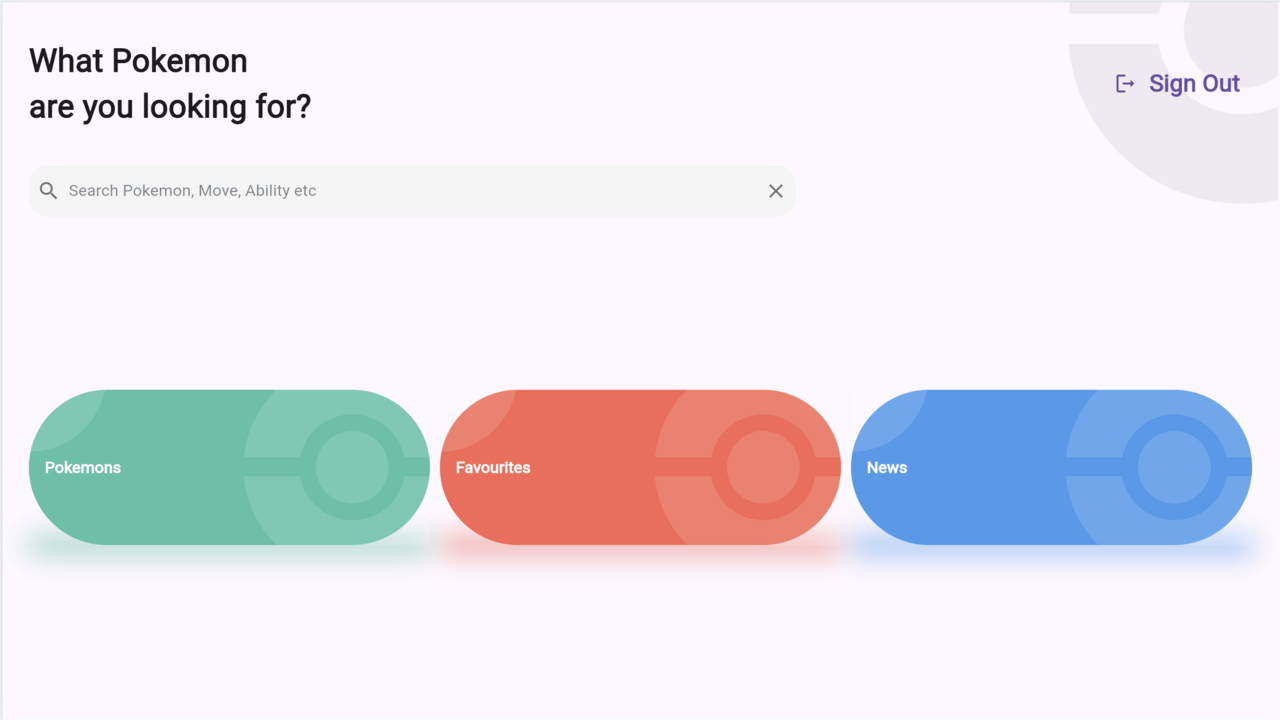 What Pokemon
are you looking for?
Sign Out
Search Pokemon, Move, Ability etc
Pokemons
Favourites
News